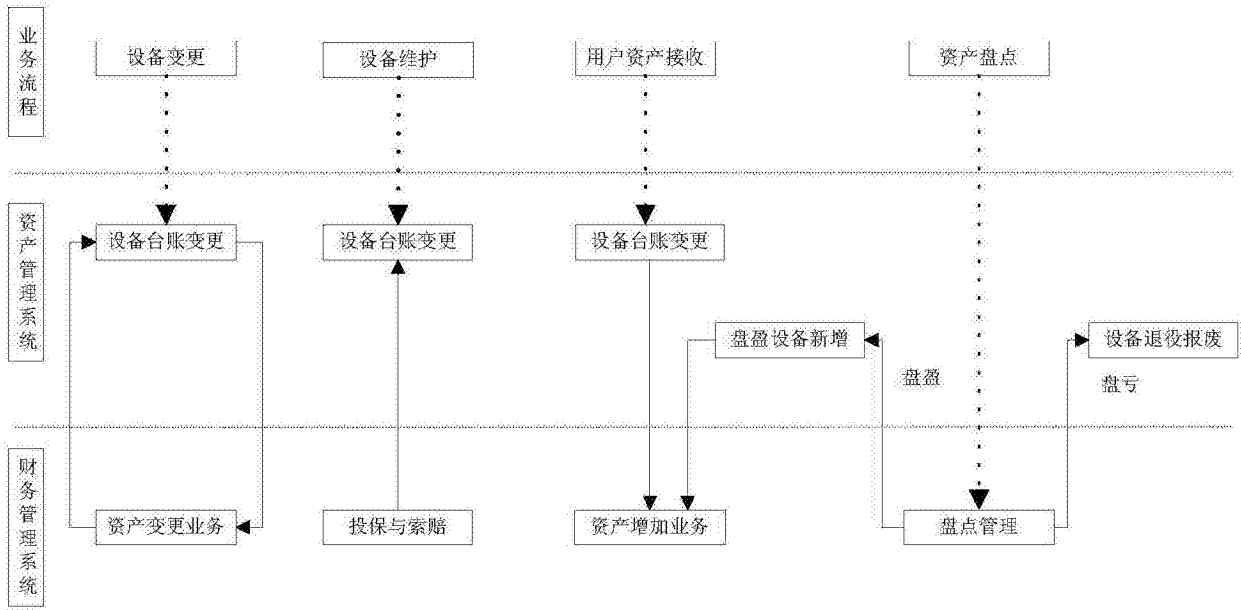 业务流程
设备变更
设备维护
用户资产接收
资产盘点
资产管理系统
设备台账变更
设备台账变更
设备台账变更
盘盈设备新增
设备退役报废
盘盈
盘亏
财务管理系统
资产变更业务
投保与索赔
资产增加业务
盘点管理